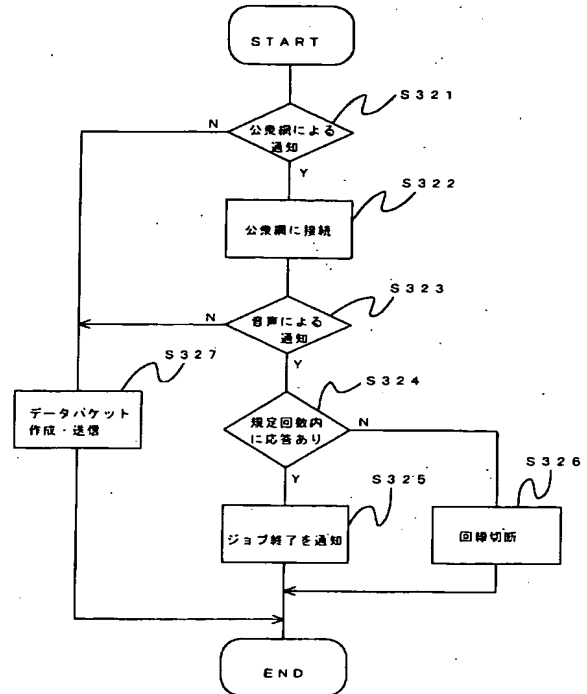 START
S321
公衆網による
通知
N
Y
S322
公衆網に接続
S323
音声による
通知
N
Y
S327
データパケット
作成・送信
S324
規定回数内
に応答あり
N
Y
S325
ジョブ終了を通知
S326
回線切断
END